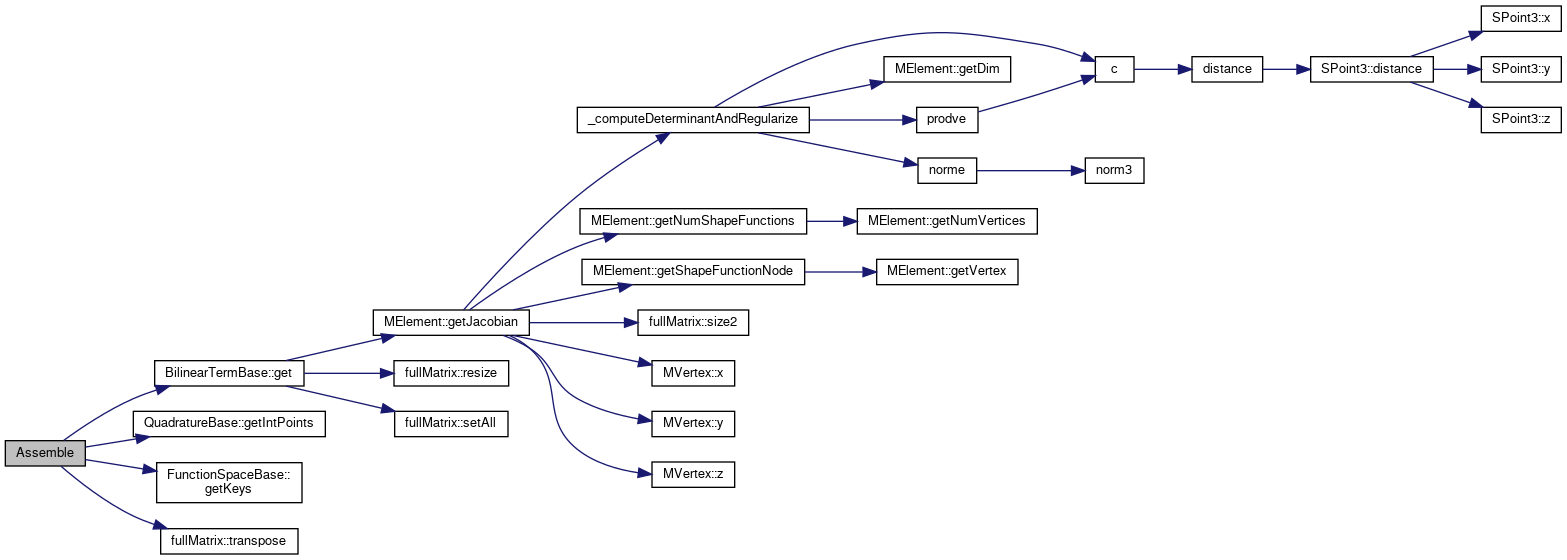 SPoint3::x
MElement::getDim
c
distance
SPoint3::distance
SPoint3::y
_computeDeterminantAndRegularize
prodve
SPoint3::z
norme
norm3
MElement::getNumShapeFunctions
MElement::getNumVertices
MElement::getShapeFunctionNode
MElement::getVertex
MElement::getJacobian
fullMatrix::size2
BilinearTermBase::get
fullMatrix::resize
MVertex::x
QuadratureBase::getIntPoints
fullMatrix::setAll
MVertex::y
Assemble
FunctionSpaceBase::
getKeys
MVertex::z
fullMatrix::transpose